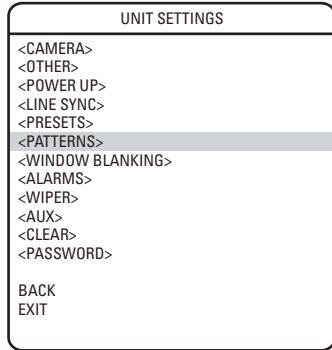 UNIT SETTINGS
<CAMERA>
<OTHER>
<POWER UP>
<LINE SYNC>
<PRESETS>
<PATTERNS>
<WINDOW BLANKING>
<ALARMS>
<WIPER>
<AUX>
<CLEAR>
<PASSWORD>
BACK
EXIT